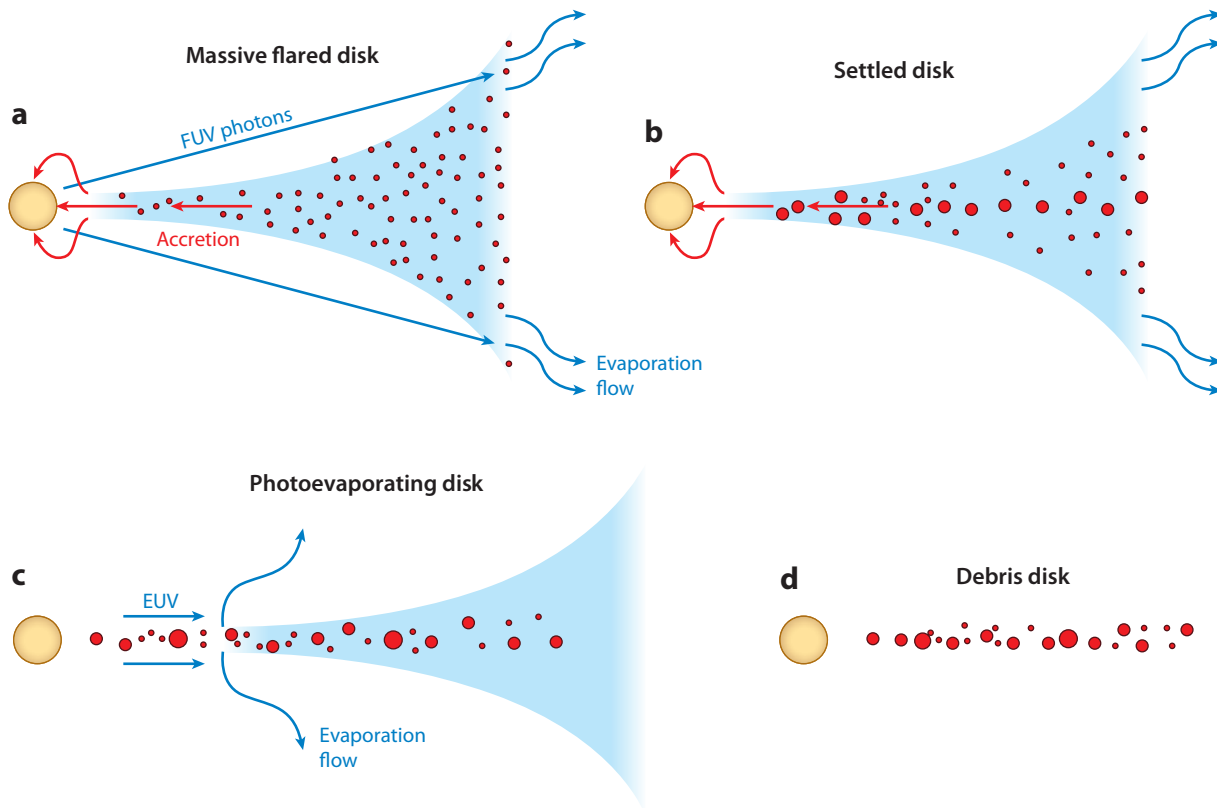 Massive flared disk
a
FUV photons
Accretion
Evaporation
flow
Settled disk
b
Photoevaporating disk
c
EUV
Evaporation
flow
d
Debris disk